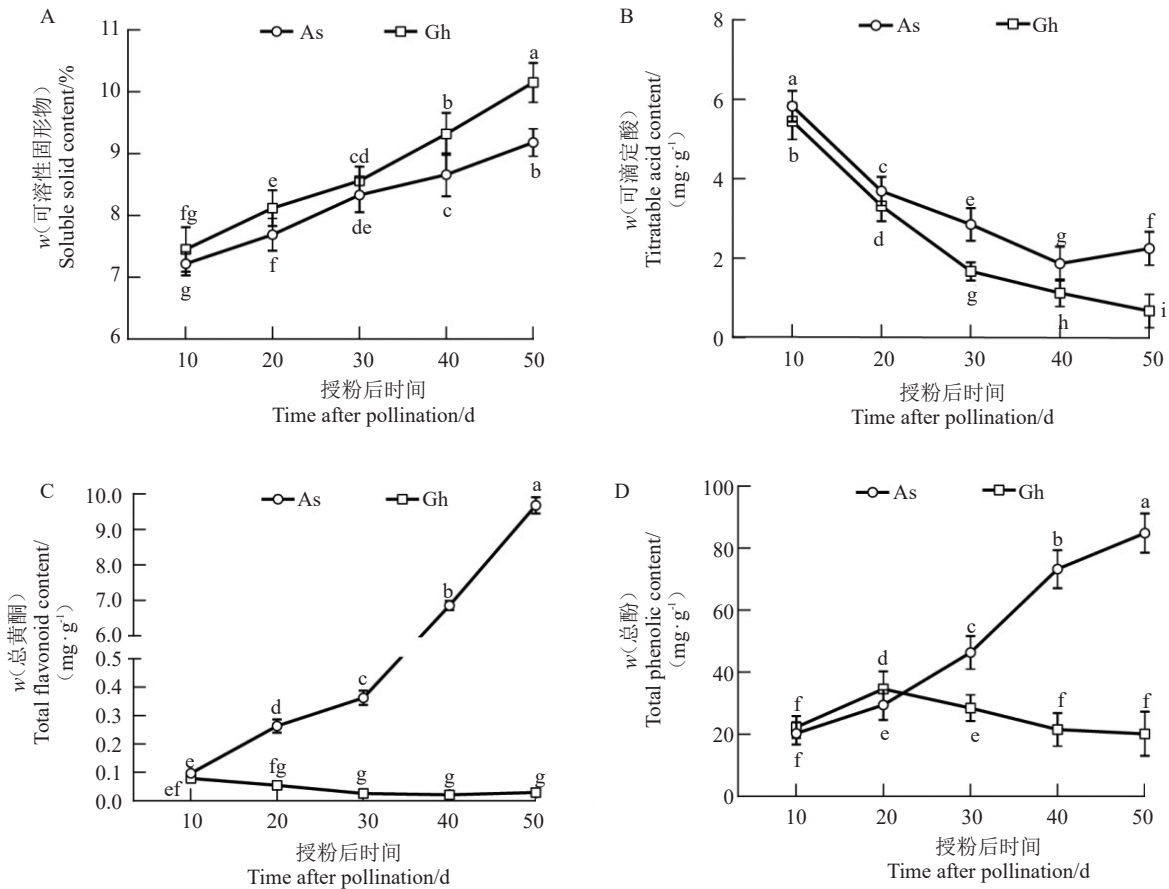 A
As
Gh
w(可溶性固形物)
Soluble solid content/%
11
10
9
8
7
6
fg
g
e
f
cd
de
b
c
a
b
10
20
30
40
50
授粉后时间
Time after pollination/d
B
As
Gh
w(可滴定酸)
Titratable acid content/
(mg·g⁻¹)
6
4
2
0
a
b
c
d
e
g
g
h
f
i
10
20
30
40
50
授粉后时间
Time after pollination/d
C
As
Gh
w(总黄酮)
Total flavonoid content/
(mg·g⁻¹)
10.0
9.0
8.0
7.0
6.0
0.5
0.4
0.3
0.2
0.1
0.0
e
ef
d
fg
c
g
b
g
a
g
10
20
30
40
50
授粉后时间
Time after pollination/d
D
As
Gh
w(总酚)
Total phenolic content/
(mg·g⁻¹)
100
80
60
40
20
0
f
f
d
e
c
e
b
f
a
f
10
20
30
40
50
授粉后时间
Time after pollination/d